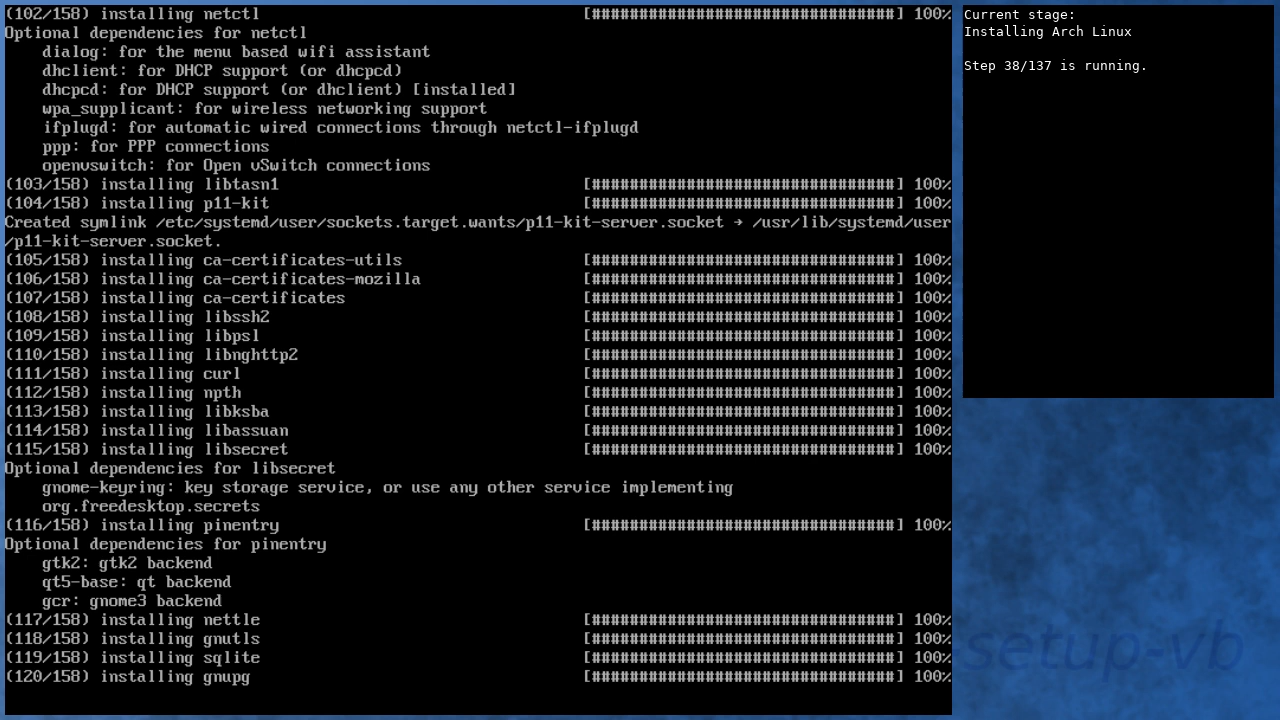 (102/158) installing netctl [################################] 100%
Optional dependencies for netctl
    dialog: for the menu based wifi assistant
    dhclient: for DHCP support (or dhcpcd)
    dhcpcd: for DHCP support (or dhclient) [installed]
    wpa_supplicant: for wireless networking support
    ifplugd: for automatic wired connections through netctl-ifplugd
    ppp: for PPP connections
    openvswitch: for Open vSwitch connections
(103/158) installing libtasn1 [################################] 100%
(104/158) installing p11-kit [################################] 100%
Created symlink /etc/systemd/user/sockets.target.wants/p11-kit-server.socket → /usr/lib/systemd/user
/p11-kit-server.socket.
(105/158) installing ca-certificates-utils [################################] 100%
(106/158) installing ca-certificates-mozilla [################################] 100%
(107/158) installing ca-certificates [################################] 100%
(108/158) installing libssh2 [################################] 100%
(109/158) installing libpsl [################################] 100%
(110/158) installing libnghttp2 [################################] 100%
(111/158) installing curl [################################] 100%
(112/158) installing npth [################################] 100%
(113/158) installing libksba [################################] 100%
(114/158) installing libassuan [################################] 100%
(115/158) installing libsecret [################################] 100%
Optional dependencies for libsecret
    gnome-keyring: key storage service, or use any other service implementing
    org.freedesktop.secrets
(116/158) installing pinentry [################################] 100%
Optional dependencies for pinentry
    gtk2: gtk2 backend
    qt5-base: qt backend
    gcr: gnome3 backend
(117/158) installing nettle [################################] 100%
(118/158) installing gnutls [################################] 100%
(119/158) installing sqlite [################################] 100%
(120/158) installing gnupg [################################] 100%
Current stage:
Installing Arch Linux
Step 38/137 is running.
setup-vb